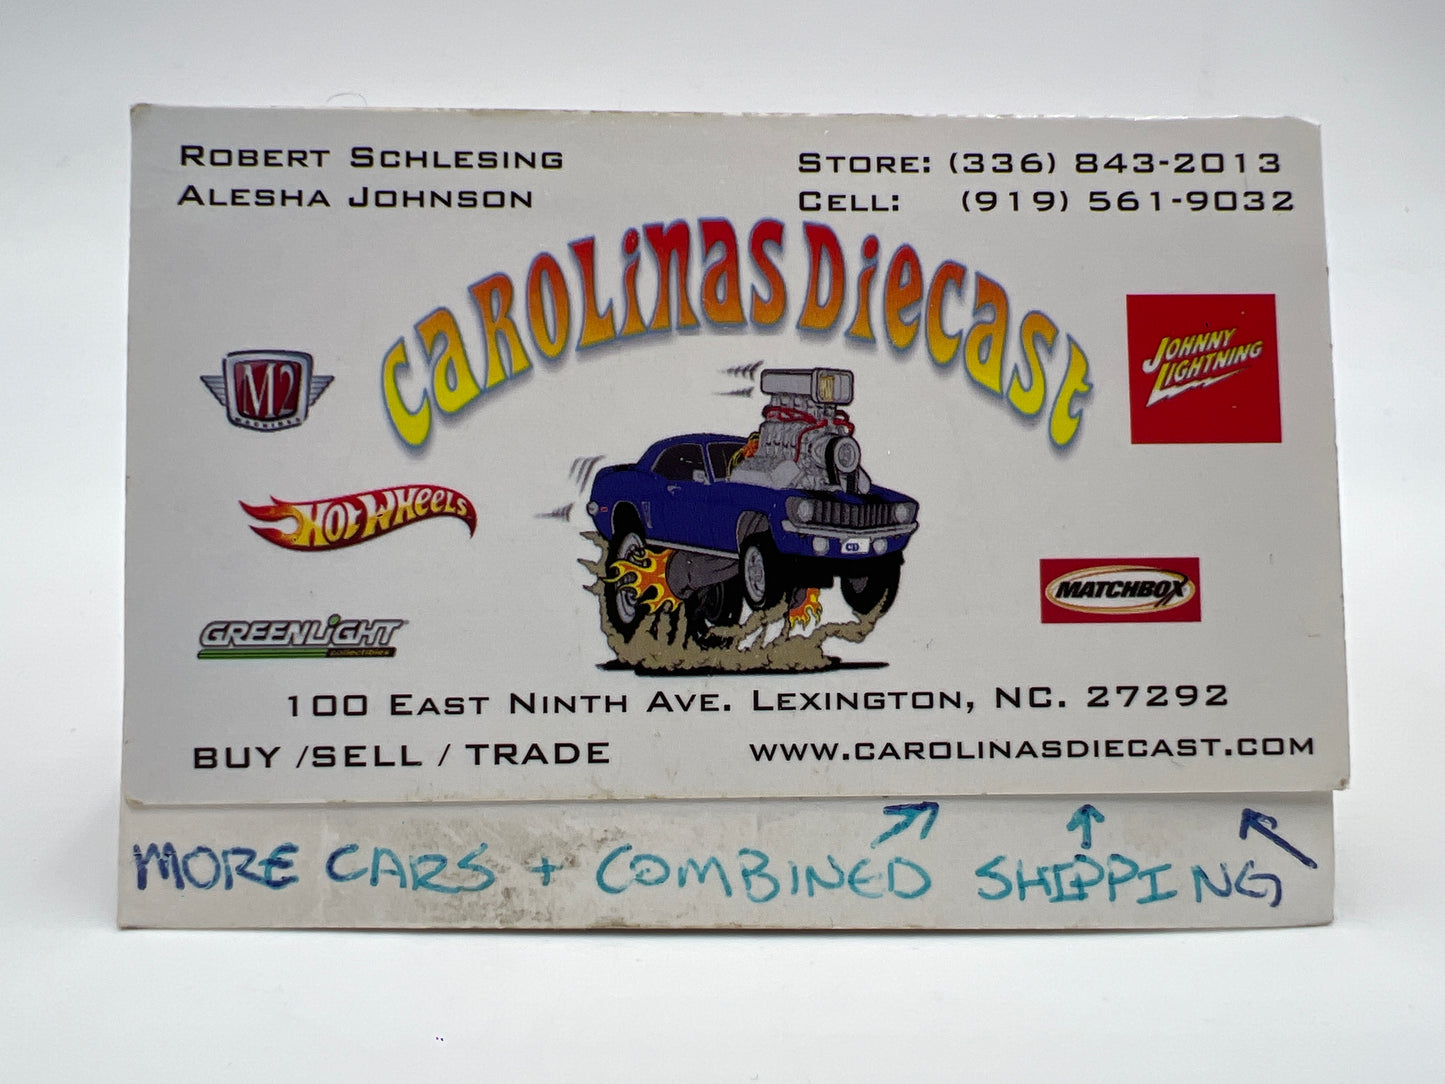 ROBERT SCHLESING
ALESHA JOHNSON
STORE: (336) 843-2013
CELL: (919) 561-9032
CAROLINAS DIECAST
M2
MACHINES
JOHNNY
LIGHTNING
HOT WHEELS
MATCHBOX
GREENLIGHT
collectibles
100 EAST NINTH AVE. LEXINGTON, NC. 27292
BUY /SELL / TRADE
WWW.CAROLINASDIECAST.COM
MORE CARS + COMBINED SHIPPING